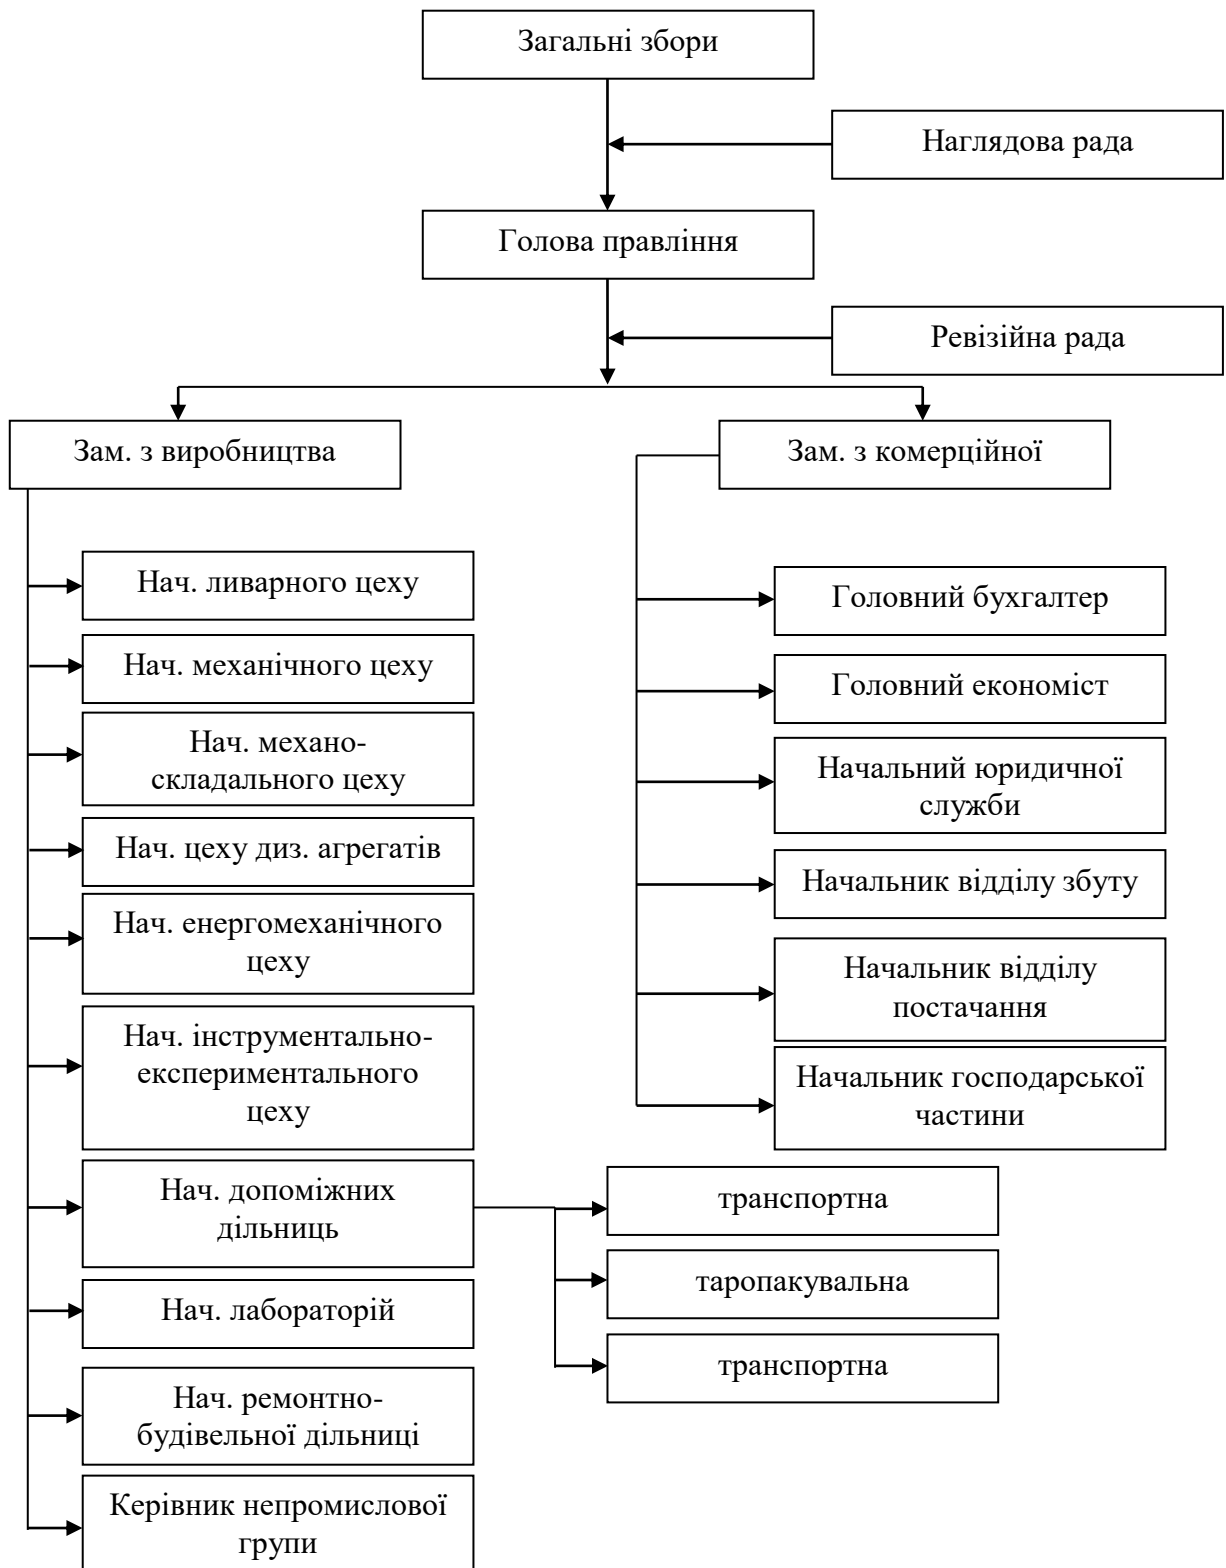 Загальні збори
Наглядова рада
Голова правління
Ревізійна рада
Зам. з виробництва
Нач. ливарного цеху
Нач. механічного цеху
Нач. механо-
складального цеху
Нач. цеху диз. агрегатів
Нач. енергомеханічного
цеху
Нач. інструментально-
експериментального
цеху
Нач. допоміжних
дільниць
транспортна
таропакувальна
транспортна
Нач. лабораторій
Нач. ремонтно-
будівельної дільниці
Керівник непромислової
групи
Зам. з комерційної
Головний бухгалтер
Головний економіст
Начальний юридичної
служби
Начальник відділу збуту
Начальник відділу
постачання
Начальник господарської
частини